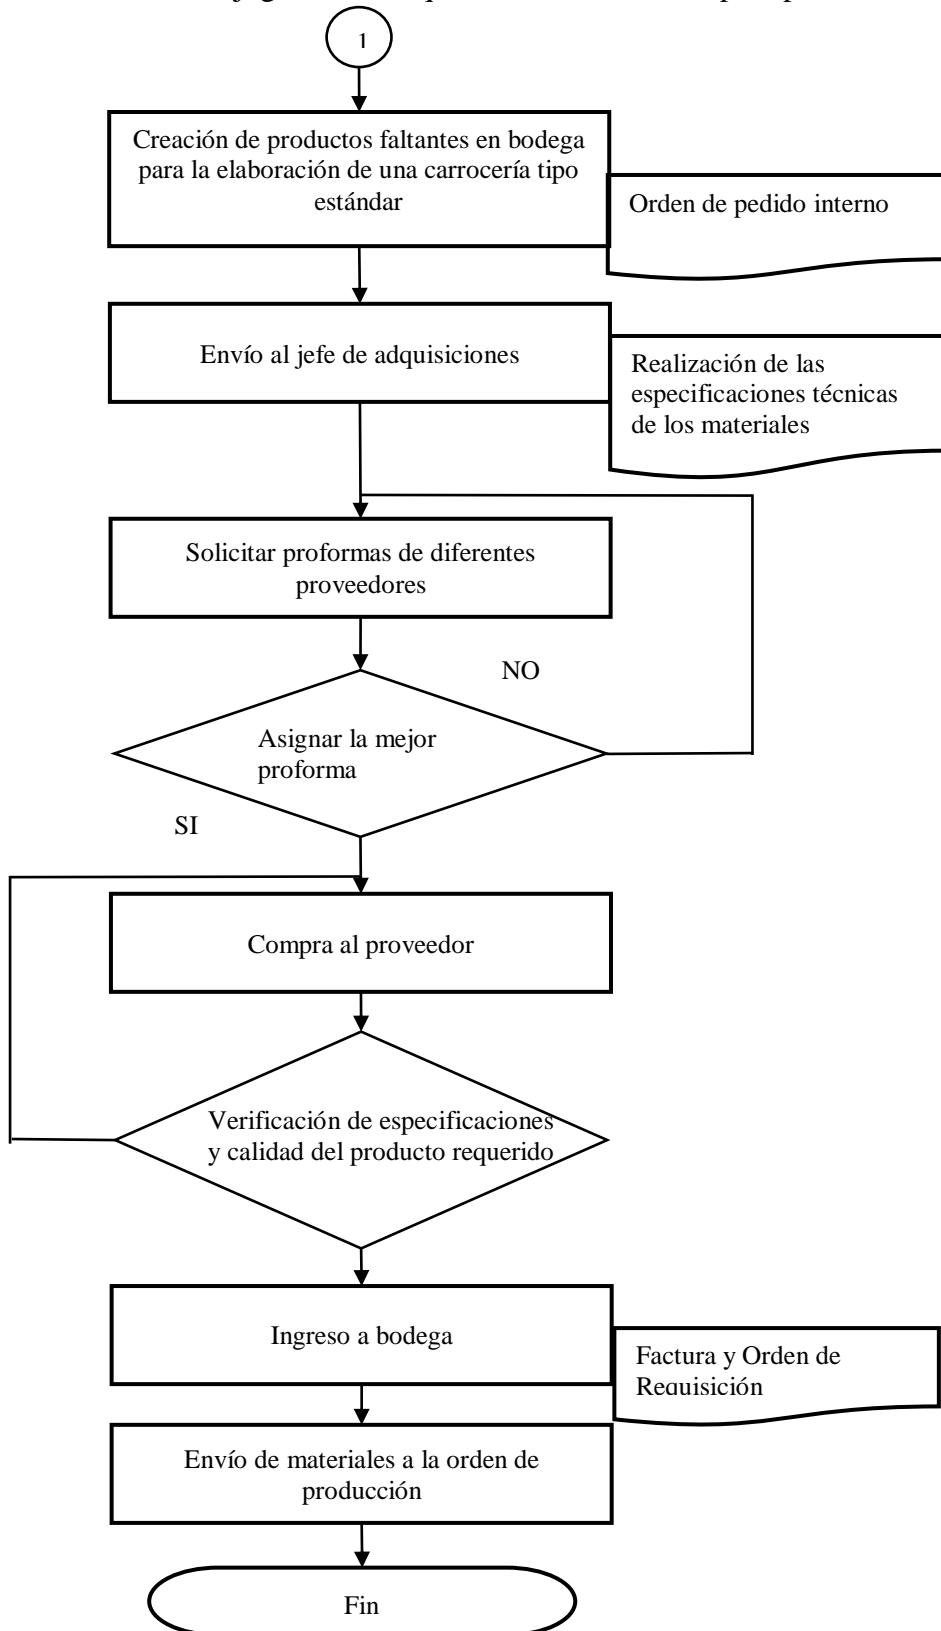 1
Creación de productos faltantes en bodega
para la elaboración de una carrocería tipo
estándar
Orden de pedido interno
Envío al jefe de adquisiciones
Realización de las
especificaciones técnicas
de los materiales
Solicitar proformas de diferentes
proveedores
NO
Asignar la mejor
proforma
SI
Compra al proveedor
Verificación de especificaciones
y calidad del producto requerido
Ingreso a bodega
Factura y Orden de
Requisición
Envío de materiales a la orden de
producción
Fin